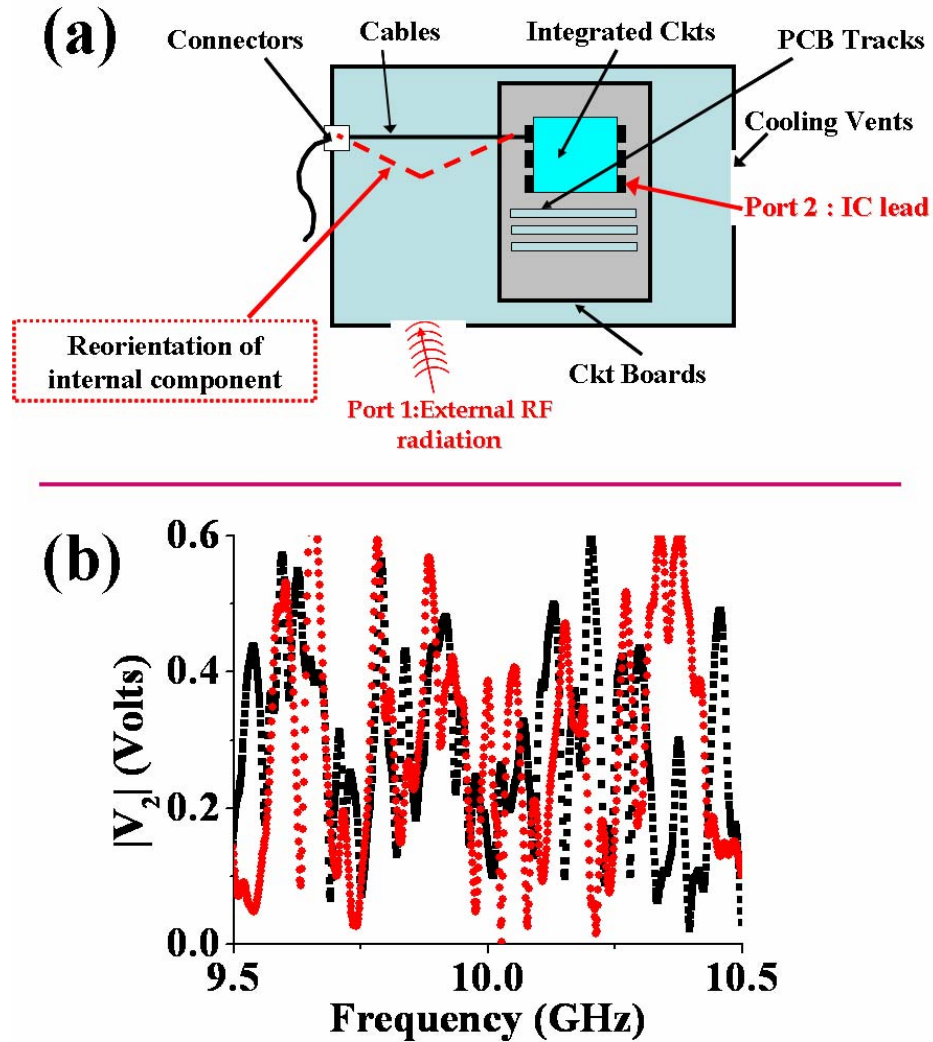 (a)
Connectors
Cables
Integrated Ckts
PCB Tracks
Cooling Vents
Port 2 : IC lead
Reorientation of
internal component
Ckt Boards
Port 1:External RF
radiation
(b)
|V2| (Volts)
0.6
0.4
0.2
0.0
9.5
10.0
10.5
Frequency (GHz)